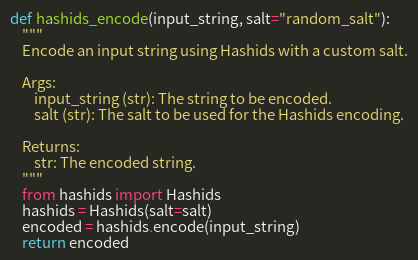 def hashids_encode(input_string, salt="random_salt"):
"""
Encode an input string using Hashids with a custom salt.
Args:
input_string (str): The string to be encoded.
salt (str): The salt to be used for the Hashids encoding.
Returns:
str: The encoded string.
"""
from hashids import Hashids
hashids = Hashids(salt=salt)
encoded = hashids.encode(input_string)
return encoded